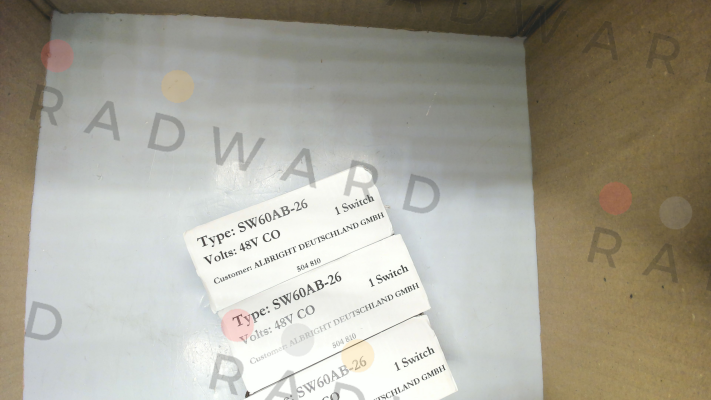 RADWARD
Type: SW60AB-26
1 Switch
Volts: 48V CO
Customer: ALBRIGHT DEUTSCHLAND GMBH
504 810
Type: SW60AB-26
1 Switch
Volts: 48V CO
Customer: ALBRIGHT DEUTSCHLAND GMBH
504 810
SW60AB-26
1 Switch
CO
DEUTSCHLAND GMBH